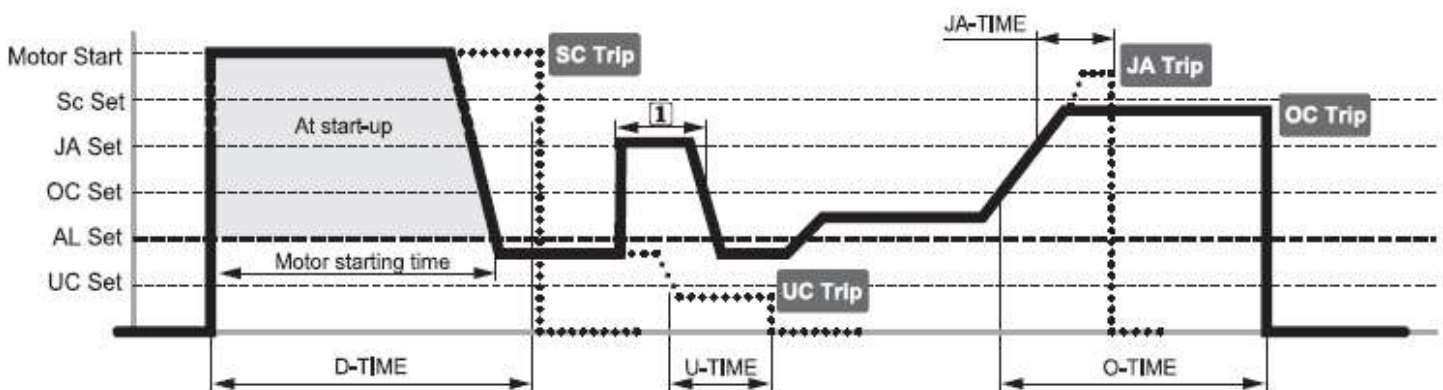 JA-TIME
Motor Start
SC Trip
JA Trip
Sc Set
1
OC Trip
At start-up
JA Set
OC Set
AL Set
Motor starting time
UC Set
UC Trip
D-TIME
U-TIME
O-TIME